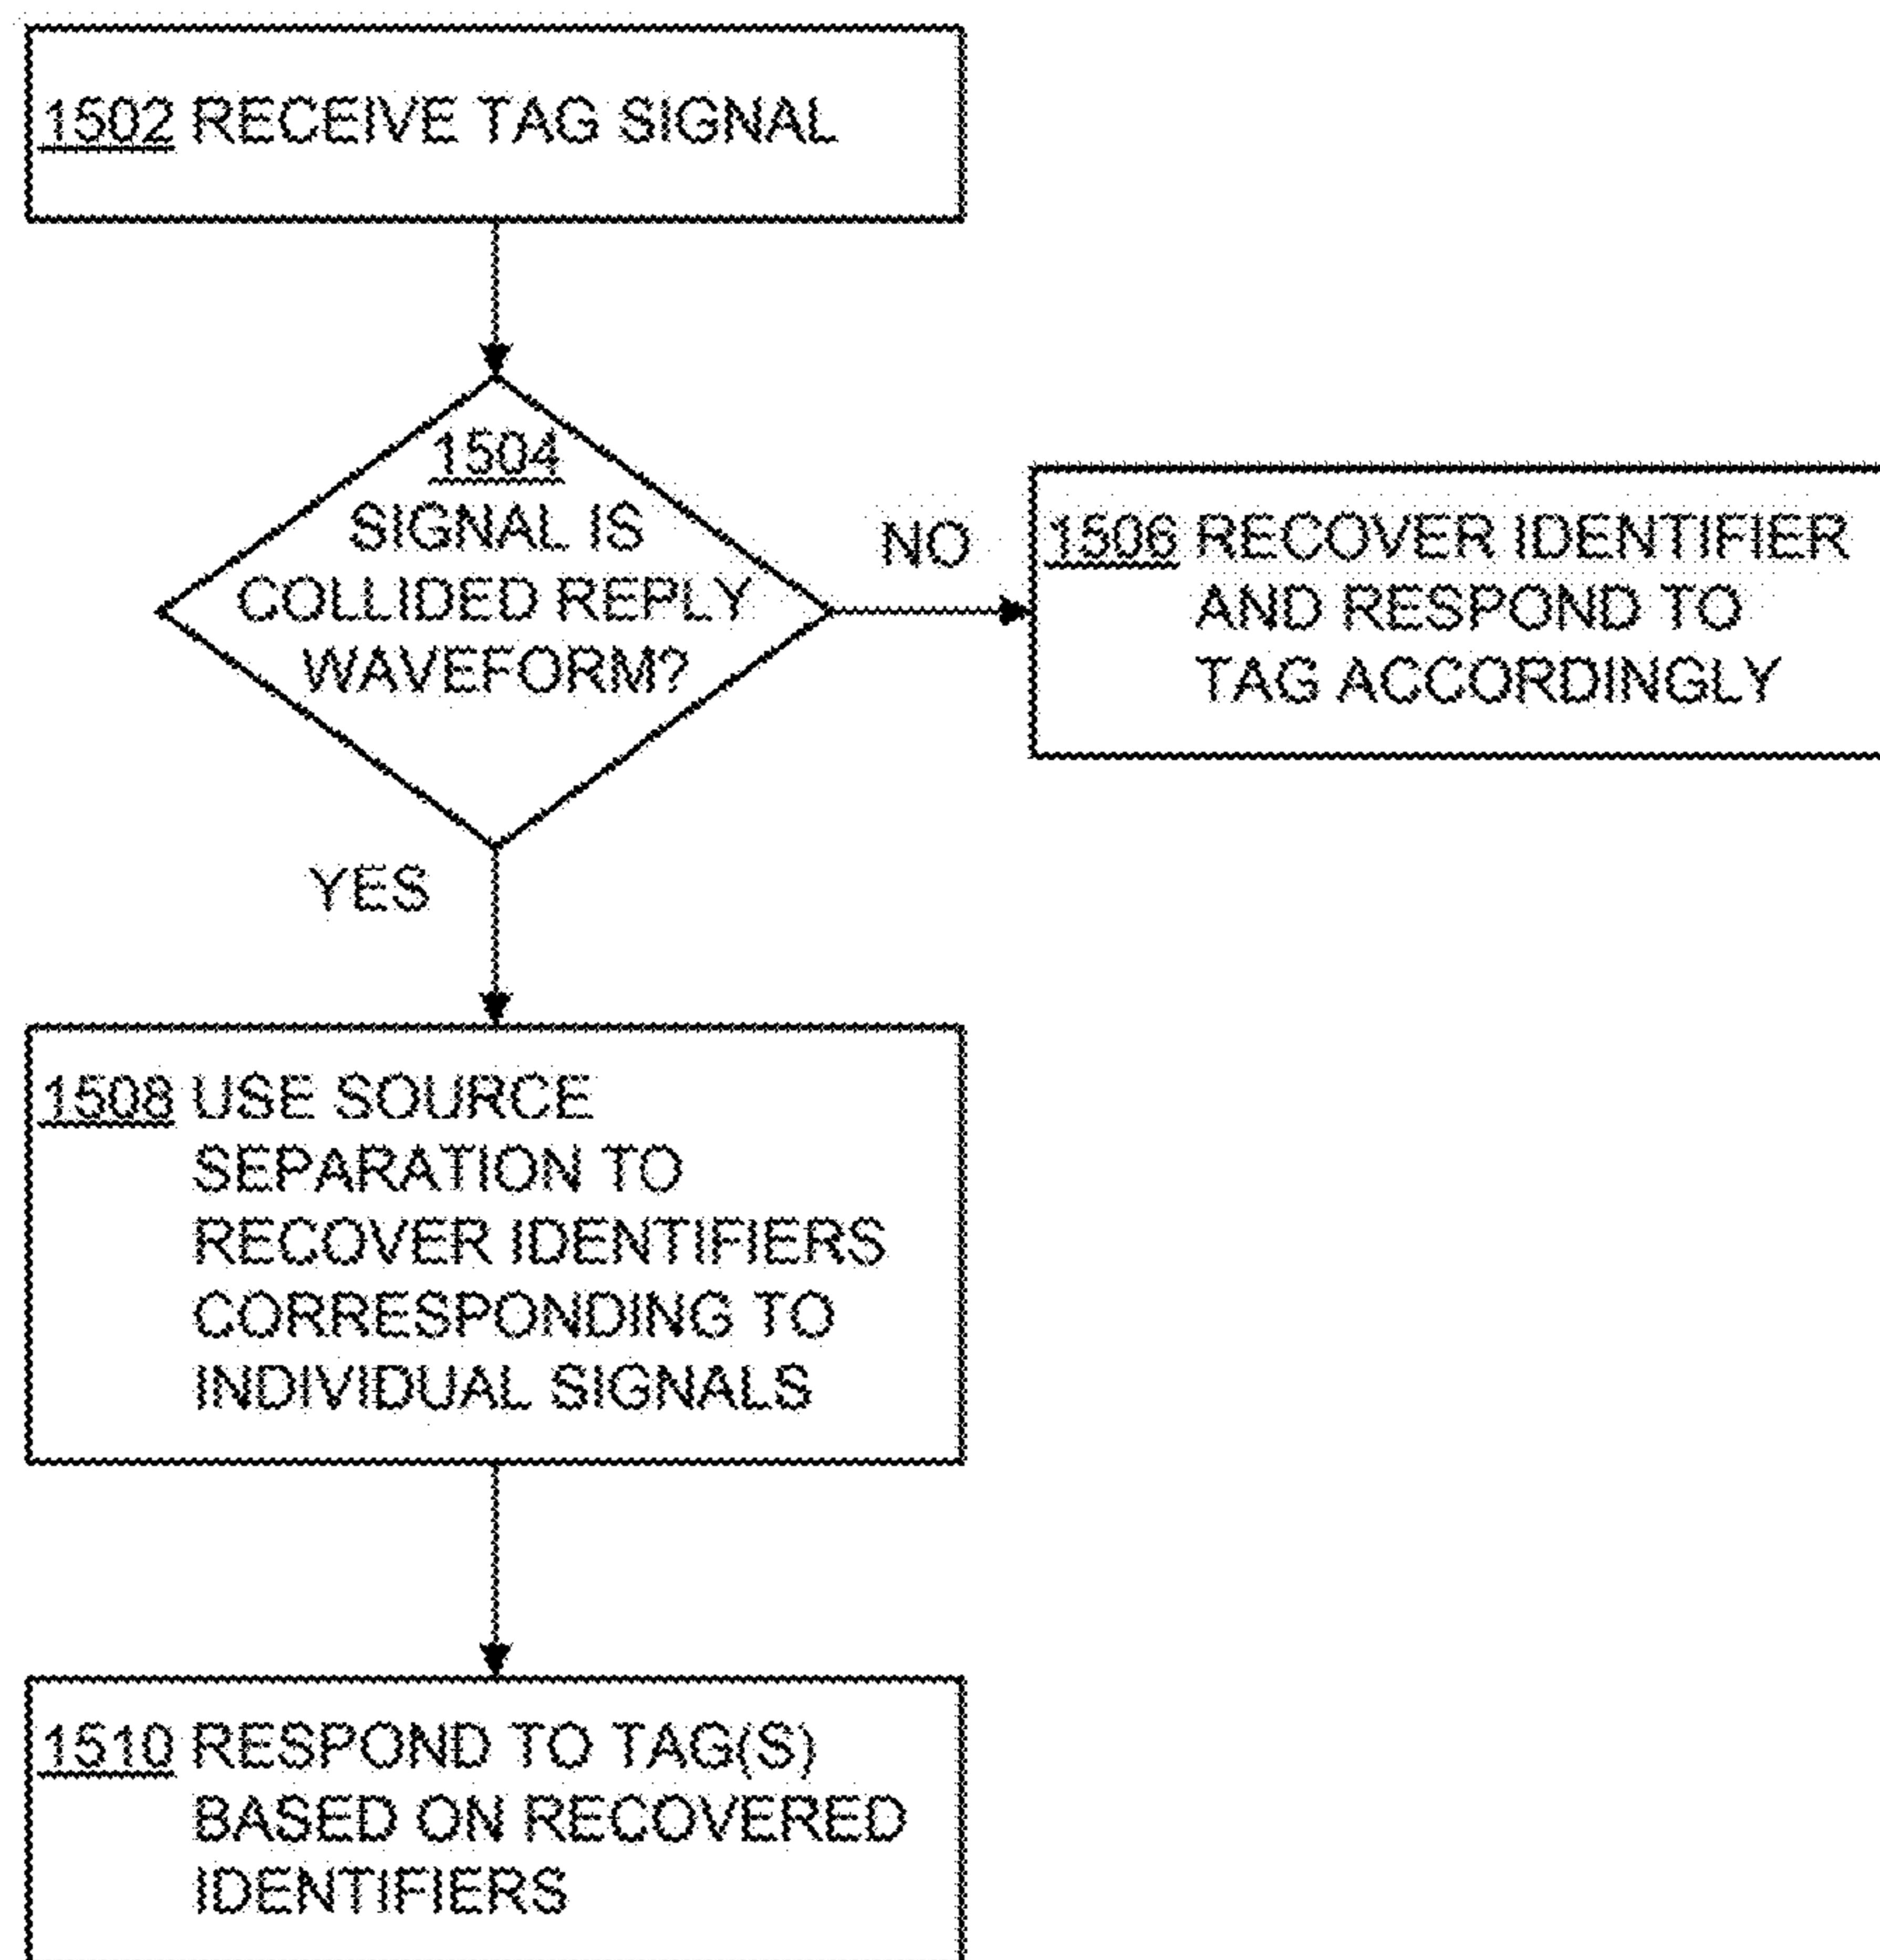 1502 RECEIVE TAG SIGNAL
1504
SIGNAL IS
COLLIDED REPLY
WAVEFORM?
NO
1506 RECOVER IDENTIFIER
AND RESPOND TO
TAG ACCORDINGLY
YES
1508 USE SOURCE
SEPARATION TO
RECOVER IDENTIFIERS
CORRESPONDING TO
INDIVIDUAL SIGNALS
1510 RESPOND TO TAG(S)
BASED ON RECOVERED
IDENTIFIERS